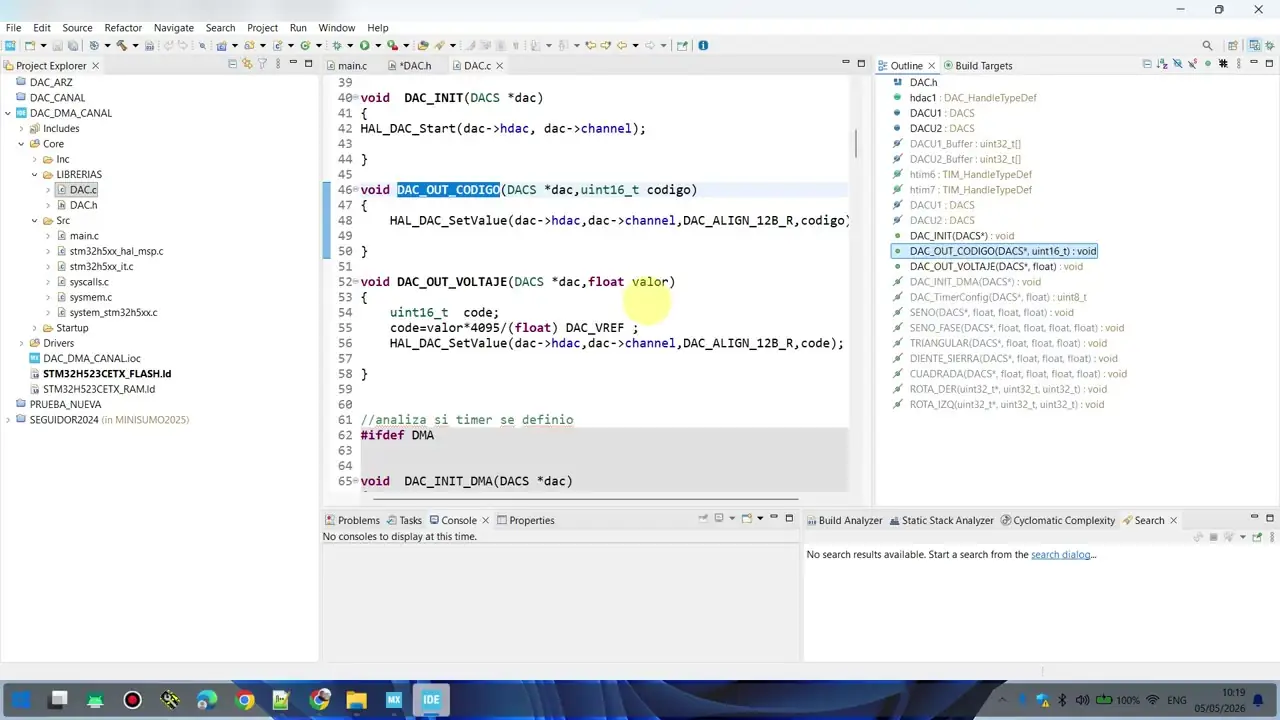 File Edit Source Refactor Navigate Search Project Run Window Help
Project Explorer
DAC_ARZ
DAC_CANAL
DAC_DMA_CANAL
Includes
Core
Inc
LIBRERIAS
DAC.c
DAC.h
Src
main.c
stm32h5xx_hal_msp.c
stm32h5xx_it.c
syscalls.c
sysmem.c
system_stm32h5xx.c
Startup
Drivers
DAC_DMA_CANAL.ioc
STM32H523CETX_FLASH.ld
STM32H523CETX_RAM.ld
PRUEBA_NUEVA
SEGUIDOR2024 (in MINISUMO2025)
main.c *DAC.h DAC.c
39
40 void DAC_INIT(DACS *dac)
41 {
42 HAL_DAC_Start(dac->hdac, dac->channel);
43
44 }
45
46 void DAC_OUT_CODIGO(DACS *dac,uint16_t codigo)
47 {
48 HAL_DAC_SetValue(dac->hdac,dac->channel,DAC_ALIGN_12B_R,codigo)
49
50 }
51
52 void DAC_OUT_VOLTAJE(DACS *dac,float valor)
53 {
54 uint16_t code;
55 code=valor*4095/(float) DAC_VREF ;
56 HAL_DAC_SetValue(dac->hdac,dac->channel,DAC_ALIGN_12B_R,code);
57
58 }
59
60
61 //analiza si timer se definio
62 #ifdef DMA
63
64
65 void DAC_INIT_DMA(DACS *dac)
Outline Build Targets
DAC.h
hdac1 : DAC_HandleTypeDef
DACU1 : DACS
DACU2 : DACS
DACU1_Buffer : uint32_t[]
DACU2_Buffer : uint32_t[]
htim6 : TIM_HandleTypeDef
htim7 : TIM_HandleTypeDef
DACU1 : DACS
DACU2 : DACS
DAC_INIT(DACS*) : void
DAC_OUT_CODIGO(DACS*, uint16_t) : void
DAC_OUT_VOLTAJE(DACS*, float) : void
DAC_INIT_DMA(DACS*) : void
DAC_TimerConfig(DACS*, float) : uint8_t
SENO(DACS*, float, float, float) : void
SENO_FASE(DACS*, float, float, float, float) : void
TRIANGULAR(DACS*, float, float, float) : void
DIENTE_SIERRA(DACS*, float, float, float) : void
CUADRADA(DACS*, float, float, float, float) : void
ROTA_DER(uint32_t*, uint32_t, uint32_t) : void
ROTA_IZQ(uint32_t*, uint32_t, uint32_t) : void
Problems Tasks Console Properties
No consoles to display at this time.
Build Analyzer Static Stack Analyzer Cyclomatic Complexity Search
No search results available. Start a search from the search dialog...
MX IDE
100% ENG
10:19
05/05/2026